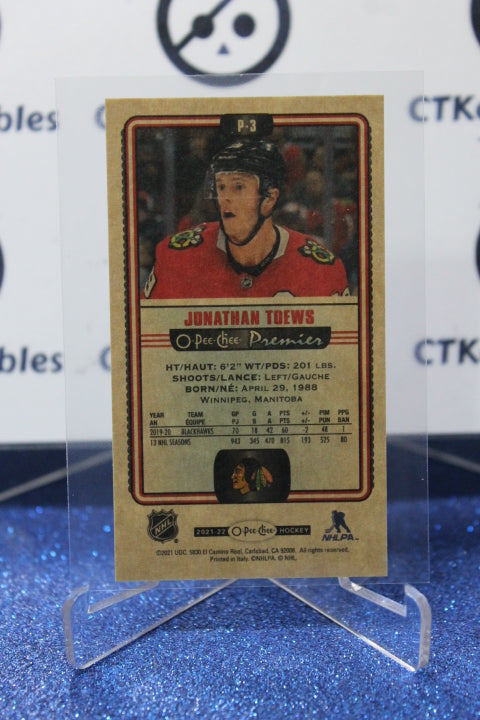 CTK
bles
CTKo
CTK
P-3
JONATHAN TOEWS
O-Pee-Chee Premier
HT/HAUT: 6'2" WT/PDS: 201 LBS.
SHOOTS/LANCE: LEFT/GAUCHE
BORN/NÉ: APRIL 29, 1988
WINNIPEG, MANITOBA
YEAR TEAM GP G A PTS +/- PIM PPG
AN ÉQUIPE PJ B A PTS +/- PUN BAN
2019-20 BLACKHAWKS 70 18 42 60 -2 48 1
13 NHL SEASONS 943 345 470 815 193 525 80
NHL
2021-22 O-Pee-Chee HOCKEY
NHLPA
©2021 UDC. 5830 El Camino Real, Carlsbad, CA 92008. All rights reserved.
Printed in Italy. ©NHLPA. © NHL.